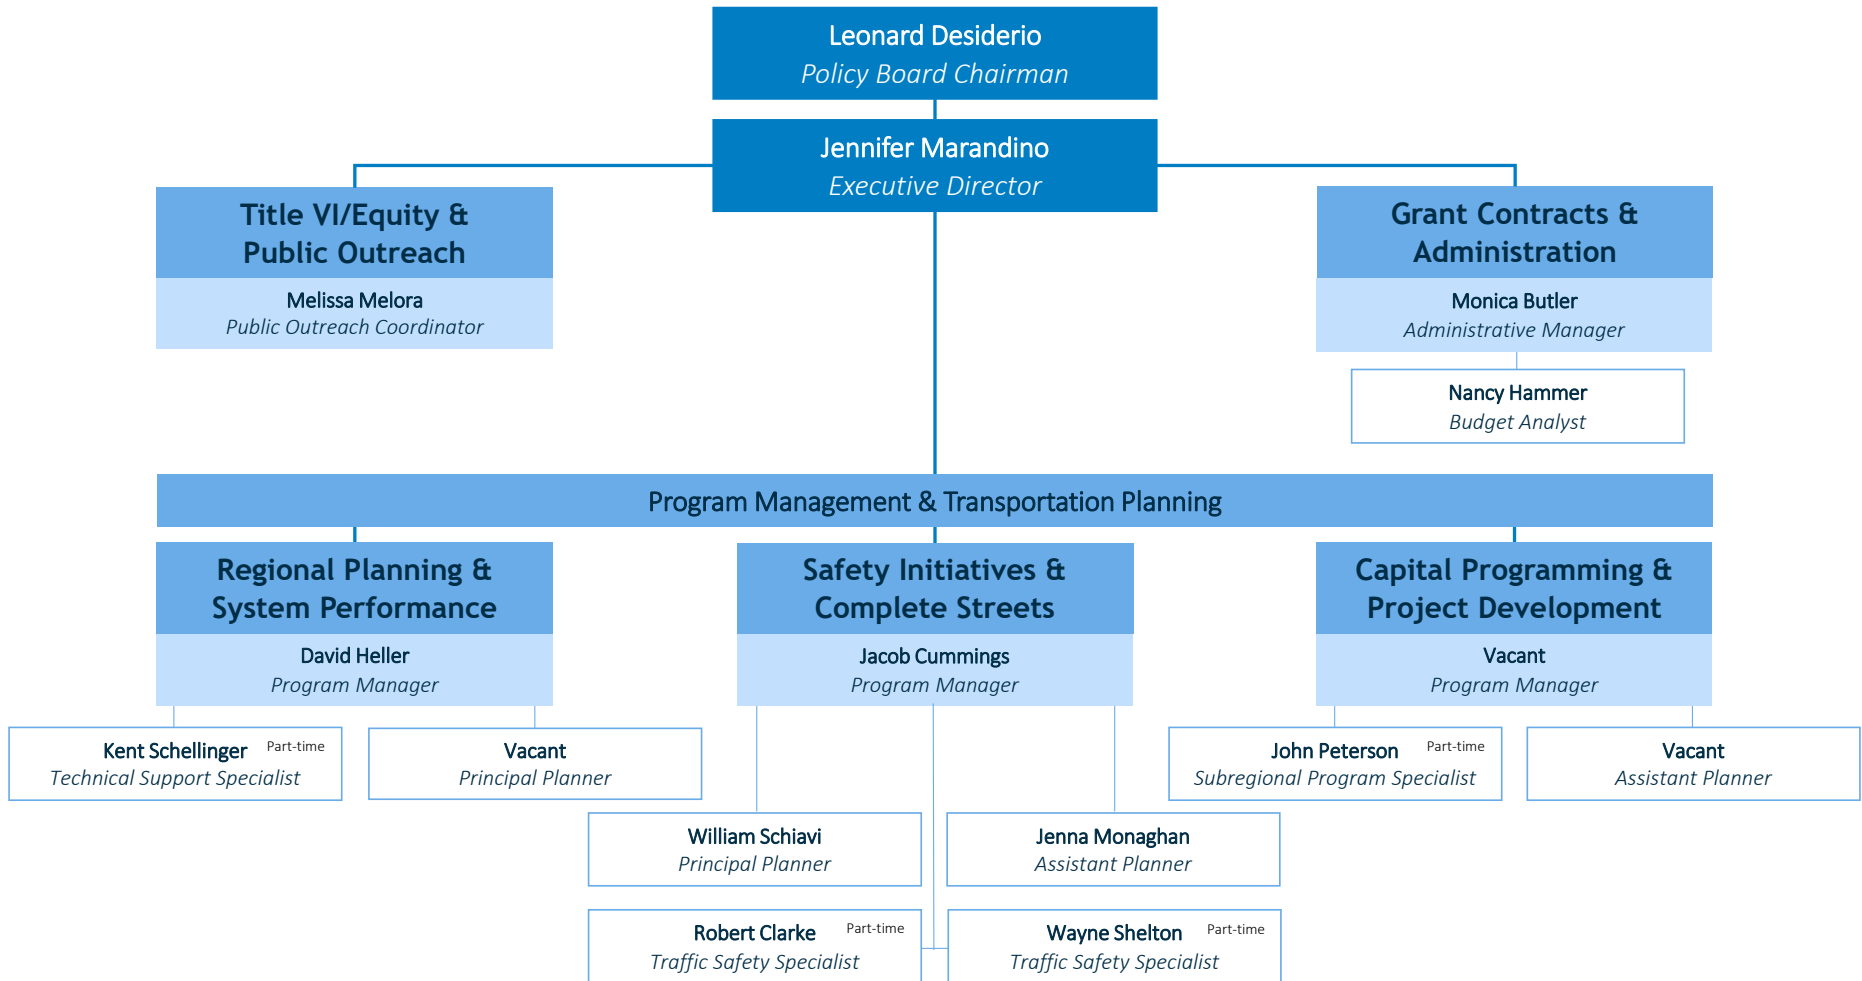 Leonard Desiderio
Policy Board Chairman
Jennifer Marandino
Executive Director
Title VI/Equity &
Public Outreach
Melissa Melora
Public Outreach Coordinator
Grant Contracts &
Administration
Monica Butler
Administrative Manager
Nancy Hammer
Budget Analyst
Program Management & Transportation Planning
Regional Planning &
System Performance
David Heller
Program Manager
Safety Initiatives &
Complete Streets
Jacob Cummings
Program Manager
Capital Programming &
Project Development
Vacant
Program Manager
Kent Schellinger Part-time
Technical Support Specialist
Vacant
Principal Planner
John Peterson Part-time
Subregional Program Specialist
Vacant
Assistant Planner
William Schiavi
Principal Planner
Jenna Monaghan
Assistant Planner
Robert Clarke Part-time
Traffic Safety Specialist
Wayne Shelton Part-time
Traffic Safety Specialist